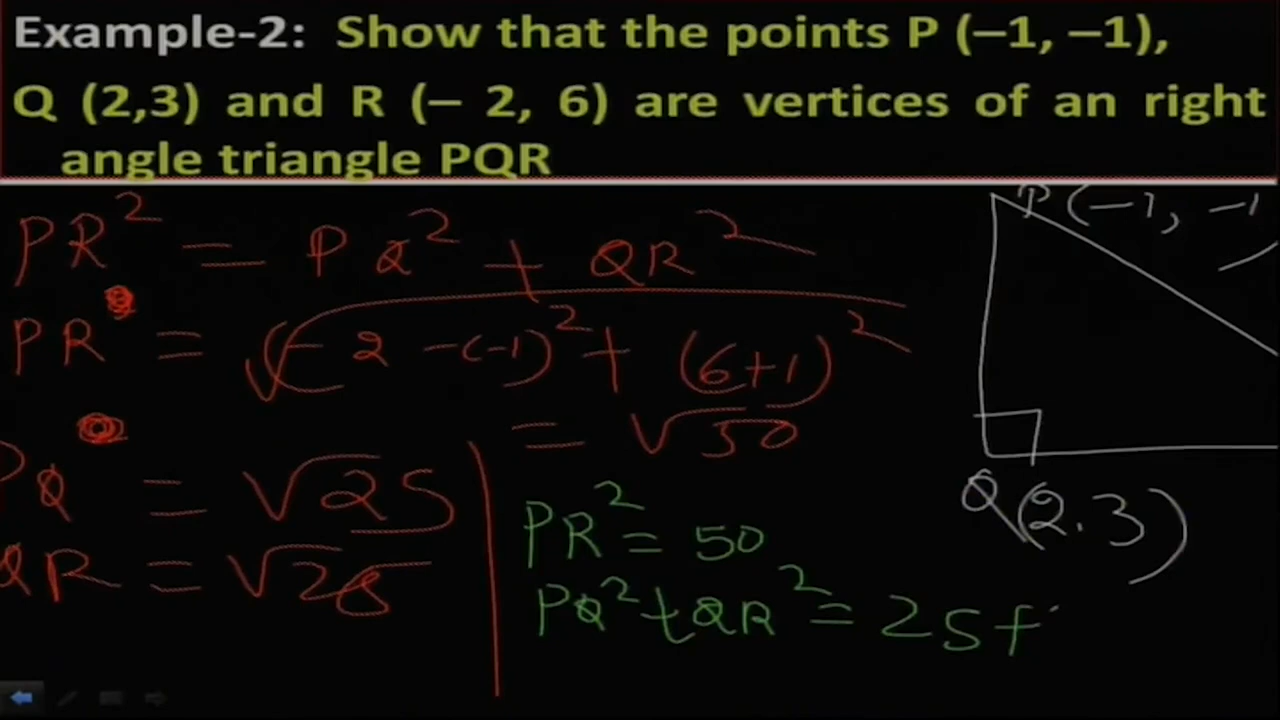 Example-2: Show that the points P (–1, –1),
Q (2,3) and R (– 2, 6) are vertices of an right
angle triangle PQR
P(-1, -1
PR² = PQ² + QR²
PR = √(-2 -(-1)² + (6+1)²
= √50
PQ = √25
QR = √25
Q(2.3)
PR² = 50
PQ² + QR² = 25+